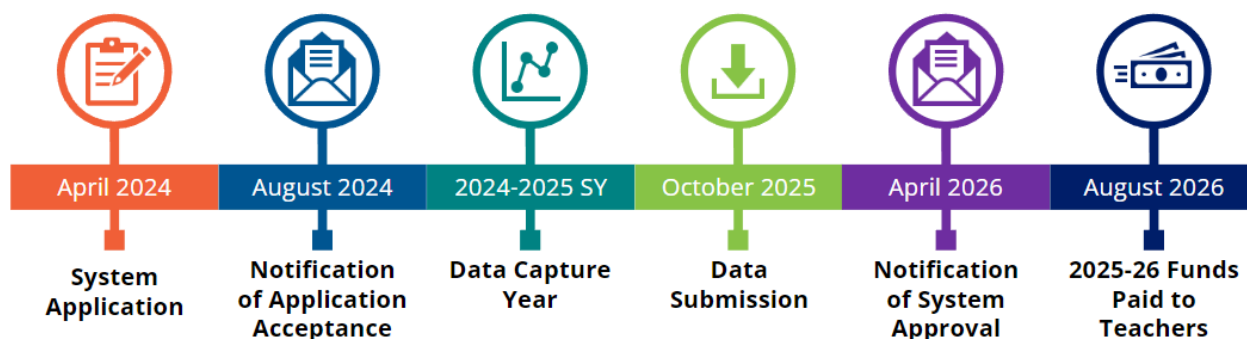 April 2024
August 2024
2024-2025 SY
October 2025
April 2026
August 2026
System
Application
Notification
of Application
Acceptance
Data Capture
Year
Data
Submission
Notification
of System
Approval
2025-26 Funds
Paid to
Teachers